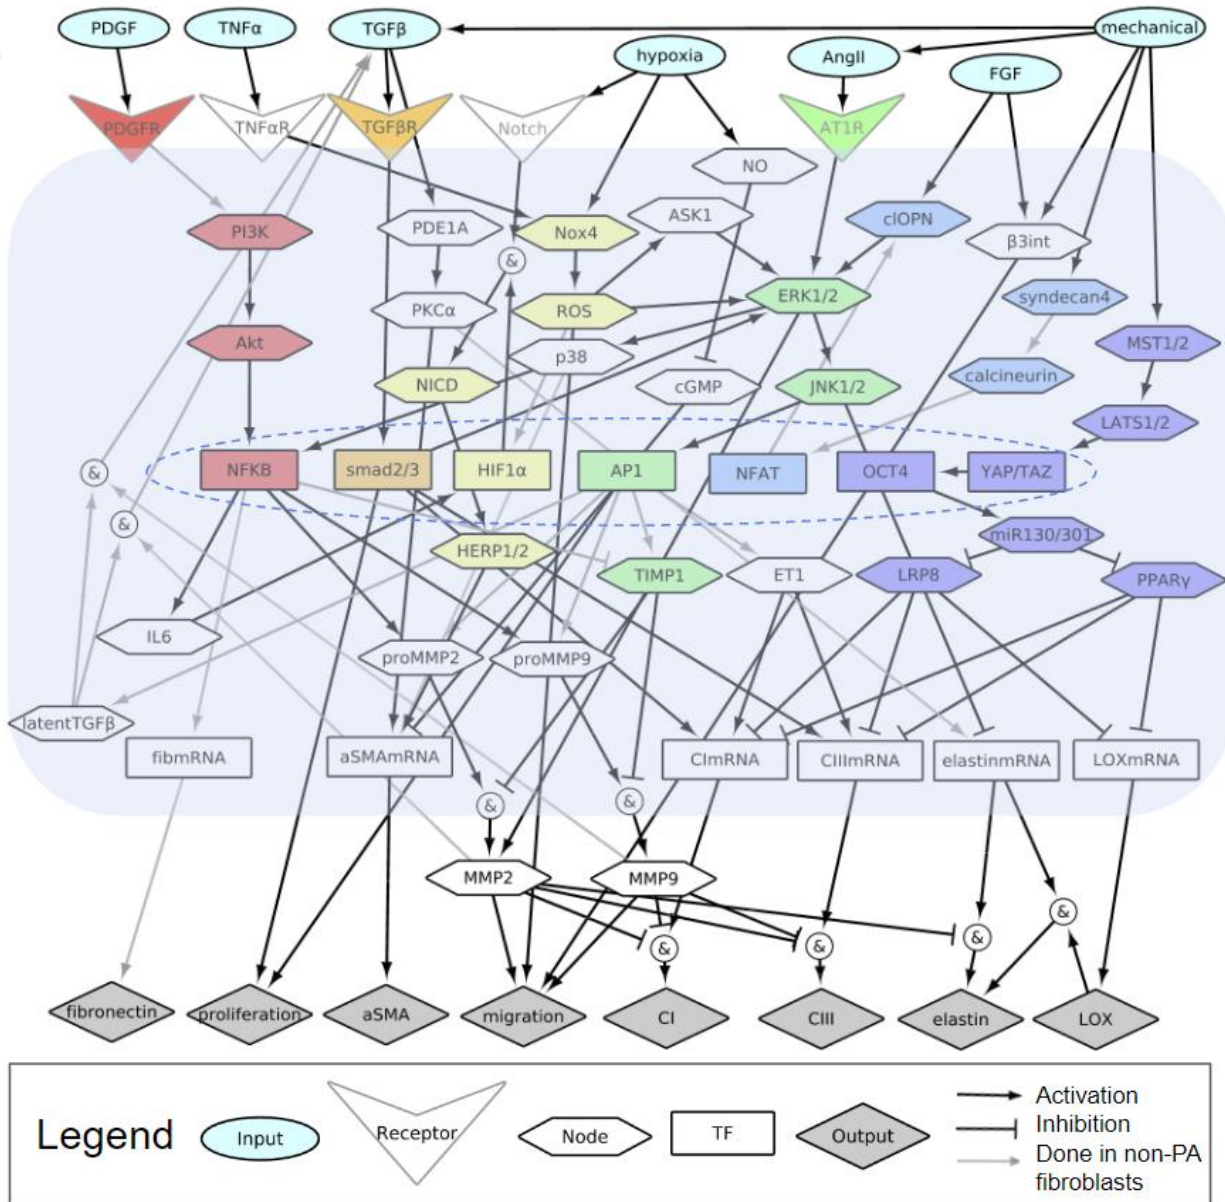 PDGF
TNFα
TGFβ
mechanical
hypoxia
AngII
FGF
PDGFR
TNFαR
TGFβR
Notch
AT1R
NO
PI3K
PDE1A
Nox4
ASK1
clOPN
β3int
&
PKCα
ROS
ERK1/2
syndecan4
Akt
p38
MST1/2
NICD
cGMP
JNK1/2
calcineurin
LATS1/2
&
NFKB
smad2/3
HIF1α
AP1
NFAT
OCT4
YAP/TAZ
&
HERP1/2
miR130/301
TIMP1
ET1
LRP8
PPARγ
IL6
proMMP2
proMMP9
latentTGFβ
fibmRNA
aSMAmRNA
CImRNA
CIIImRNA
elastinmRNA
LOXmRNA
&
&
MMP2
MMP9
&
&
&
&
fibronectin
proliferation
aSMA
migration
CI
CIII
elastin
LOX
Legend
Input
Receptor
Node
TF
Output
Activation
Inhibition
Done in non-PA
fibroblasts